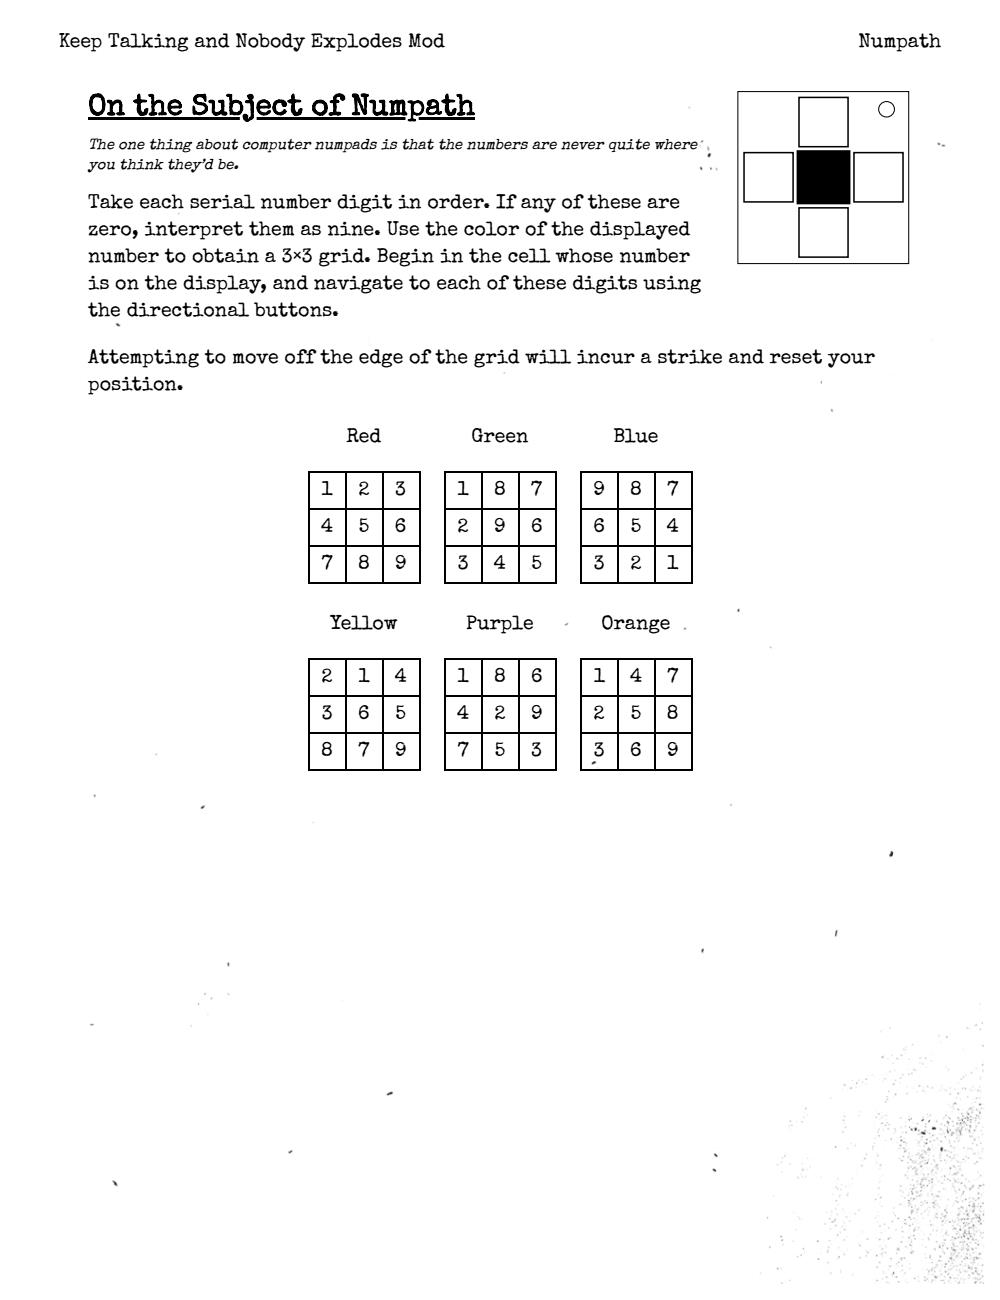 Keep Talking and Nobody Explodes Mod Numpath
On the Subject of Numpath
The one thing about computer numpads is that the numbers are never quite where
you think they'd be.
Take each serial number digit in order. If any of these are
zero, interpret them as nine. Use the color of the displayed
number to obtain a 3×3 grid. Begin in the cell whose number
is on the display, and navigate to each of these digits using
the directional buttons.
Attempting to move off the edge of the grid will incur a strike and reset your
position.
Red Green Blue
1 2 3 1 8 7 9 8 7
4 5 6 2 9 6 6 5 4
7 8 9 3 4 5 3 2 1
Yellow Purple Orange
2 1 4 1 8 6 1 4 7
3 6 5 4 2 9 2 5 8
8 7 9 7 5 3 3 6 9